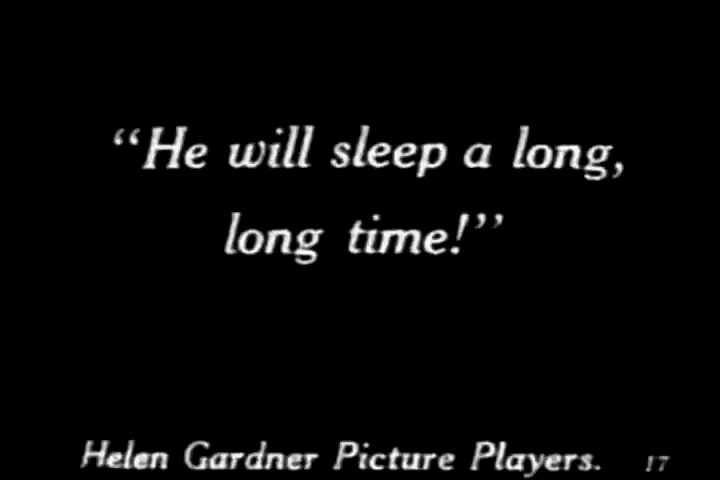 “He will sleep a long,
long time!”
Helen Gardner Picture Players. 17